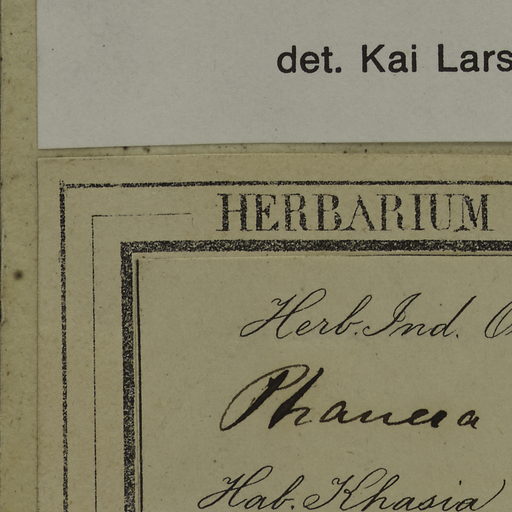 det. Kai Lars
HERBARIUM
Herb. Ind. O
Phanera
Hab. Khasia